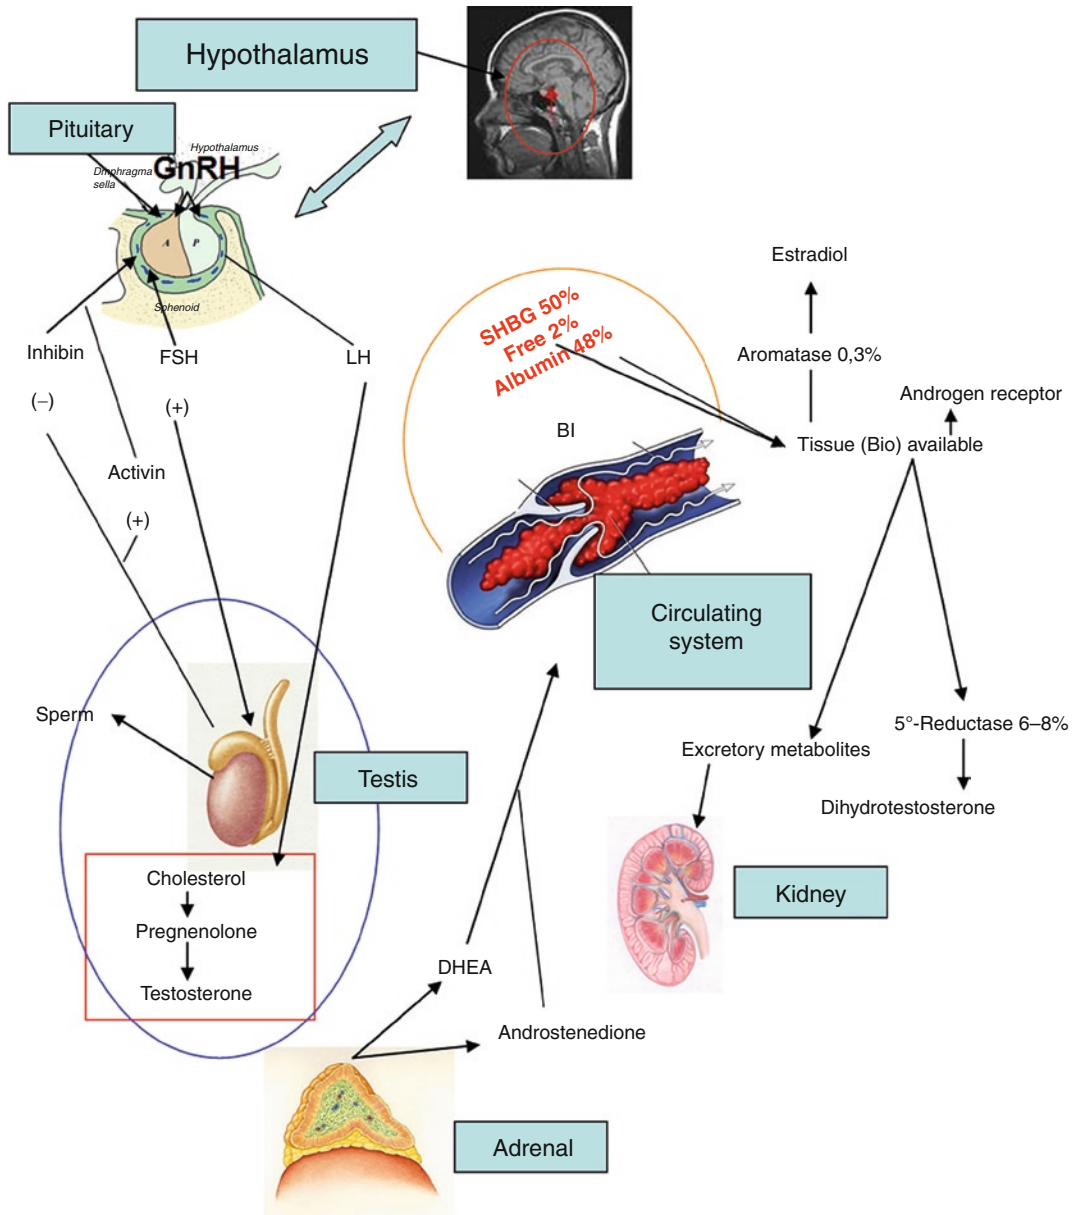 Hypothalamus
Pituitary
Hypothalamus
GnRH
Diaphragma
sella
A
P
Sphenoid
Inhibin
FSH
LH
(–)
(+)
Activin
(+)
SHBG 50%
Free 2%
Albumin 48%
BI
Estradiol
Aromatase 0,3%
Androgen receptor
Tissue (Bio) available
Circulating
system
Sperm
Testis
5°-Reductase 6–8%
Excretory metabolites
Dihydrotestosterone
Cholesterol
Pregnenolone
Testosterone
Kidney
DHEA
Androstenedione
Adrenal